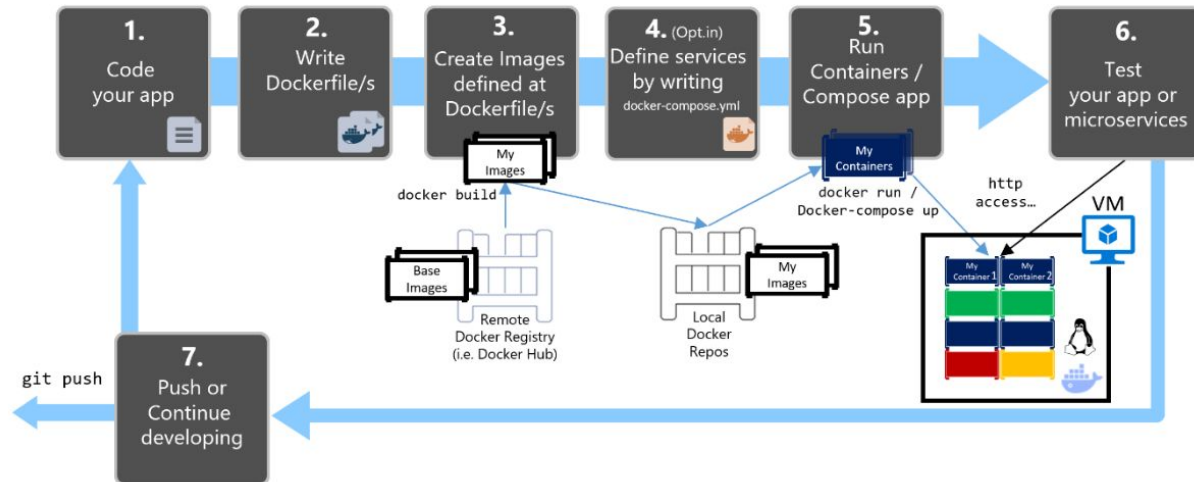 1.
Code
your app
2.
Write
Dockerfile/s
3.
Create Images
defined at
Dockerfile/s
4. (Opt.in)
Define services
by writing
docker-compose.yml
5.
Run
Containers /
Compose app
6.
Test
your app or
microservices
My
Images
docker build
My
Containers
docker run /
Docker-compose up
http
access…
VM
Base
Images
Remote
Docker Registry
(i.e. Docker Hub)
My
Images
Local
Docker
Repos
My
Container 1
My
Container 2
7.
Push or
Continue
developing
git push